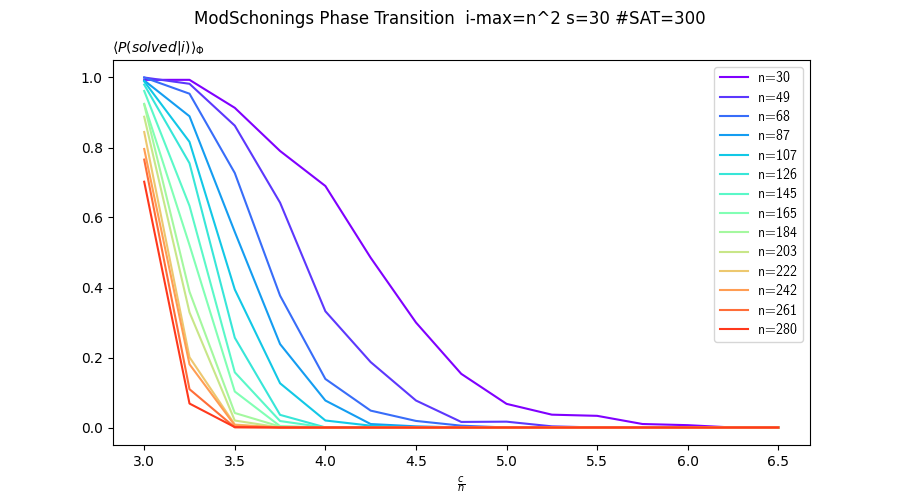 ModSchonings Phase Transition  i-max=n^2 s=30 #SAT=300
⟨P(solved|i)⟩Φ
1.0
0.8
0.6
0.4
0.2
0.0
n=30
n=49
n=68
n=87
n=107
n=126
n=145
n=165
n=184
n=203
n=222
n=242
n=261
n=280
3.0 3.5 4.0 4.5 5.0 5.5 6.0 6.5
c/n